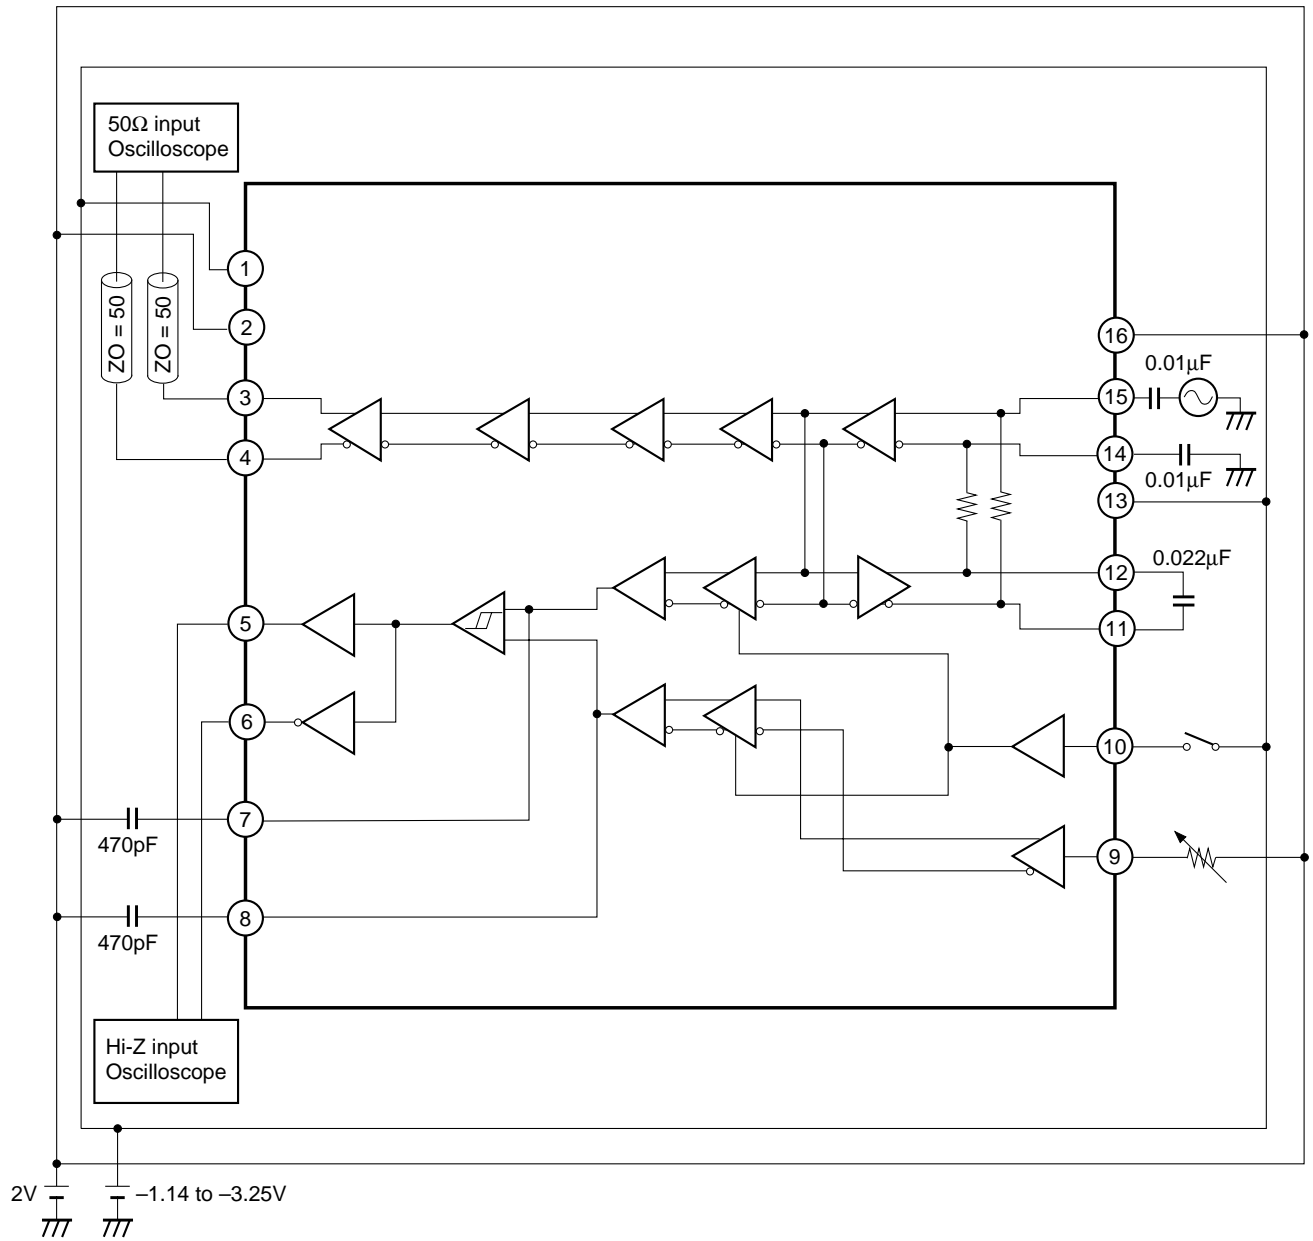 50Ω input
Oscilloscope
ZO = 50
ZO = 50
1
2
3
4
5
6
7
8
16
15
14
13
12
11
10
9
0.01µF
0.01µF
0.022µF
470pF
470pF
Hi-Z input
Oscilloscope
2V
–1.14 to –3.25V